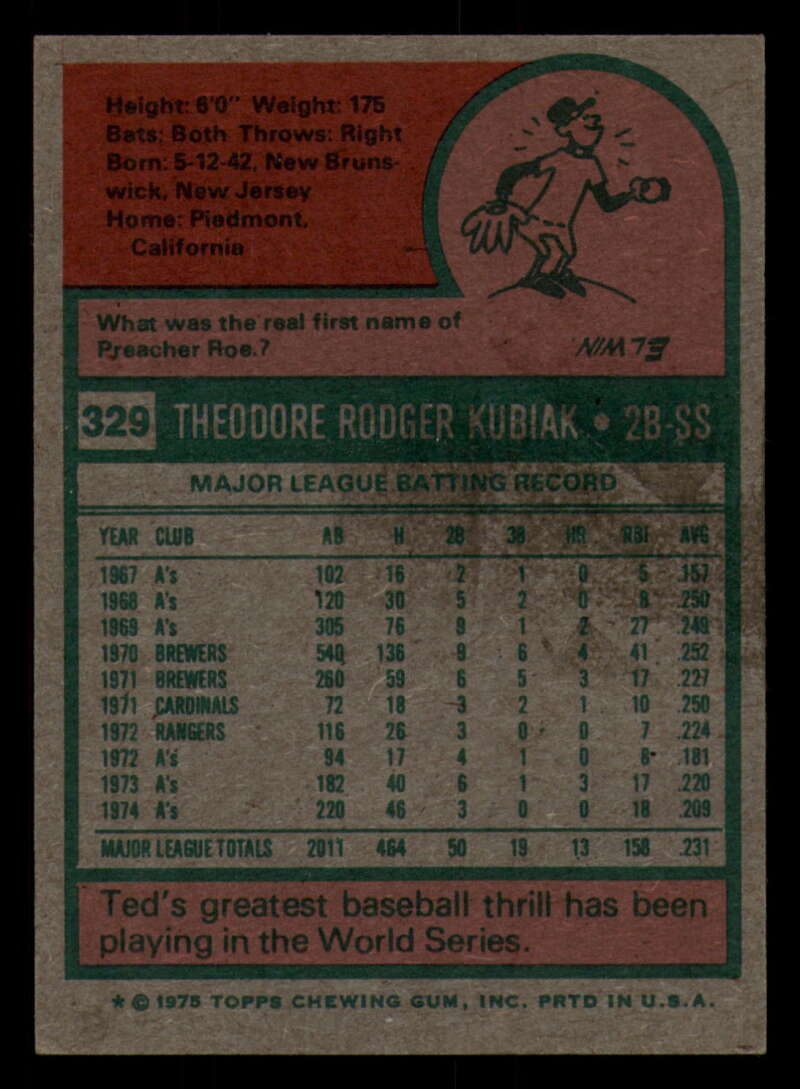 Height: 6'0" Weight: 175
Bats: Both Throws: Right
Born: 5-12-42, New Bruns-
wick, New Jersey
Home: Piedmont,
California
What was the real first name of
Preacher Roe.?
ELWIN
329 THEODORE RODGER KUBIAK • 2B-SS
MAJOR LEAGUE BATTING RECORD
YEAR CLUB AB H 2B 3B HR RBI AVG
1967 A's 102 16 2 1 0 5 .157
1968 A's 120 30 5 2 0 8 .250
1969 A's 305 76 9 1 2 27 .249
1970 BREWERS 540 136 9 6 4 41 .252
1971 BREWERS 260 59 6 5 3 17 .227
1971 CARDINALS 72 18 3 2 1 10 .250
1972 RANGERS 116 26 3 0 0 7 .224
1972 A's 94 17 4 1 0 8 .181
1973 A's 182 40 6 1 3 17 .220
1974 A's 220 46 3 0 0 18 .209
MAJOR LEAGUE TOTALS 2011 464 50 19 13 158 .231
Ted's greatest baseball thrill has been
playing in the World Series.
* © 1975 TOPPS CHEWING GUM, INC. PRTD IN U.S.A.